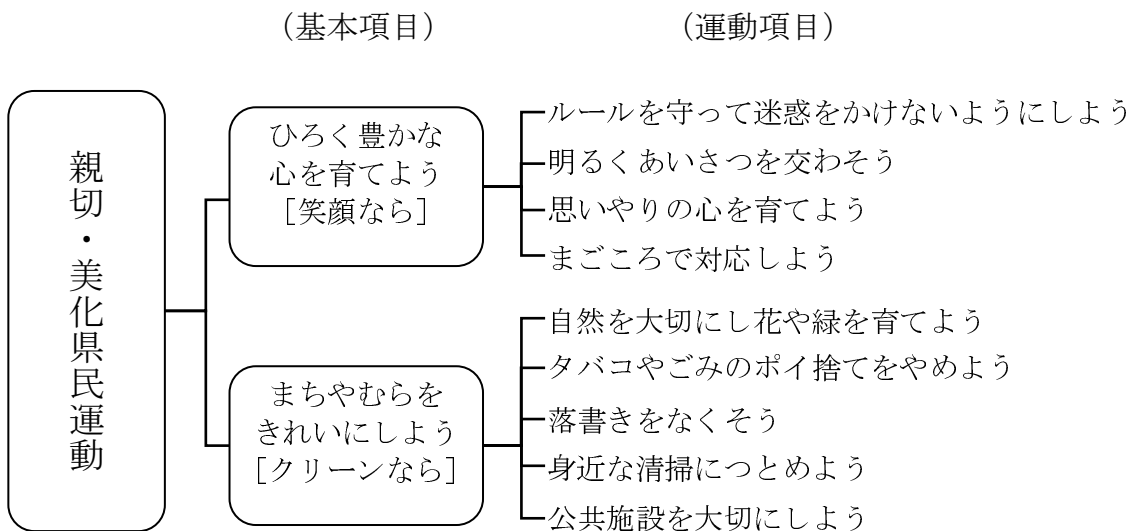 （基本項目）
（運動項目）
親切・美化県民運動
ひろく豊かな
心を育てよう
［笑顔なら］
ルールを守って迷惑をかけないようにしよう
明るくあいさつを交わそう
思いやりの心を育てよう
まごころで対応しよう
まちやむらを
きれいにしよう
［クリーンなら］
自然を大切にし花や緑を育てよう
タバコやごみのポイ捨てをやめよう
落書きをなくそう
身近な清掃につとめよう
公共施設を大切にしよう